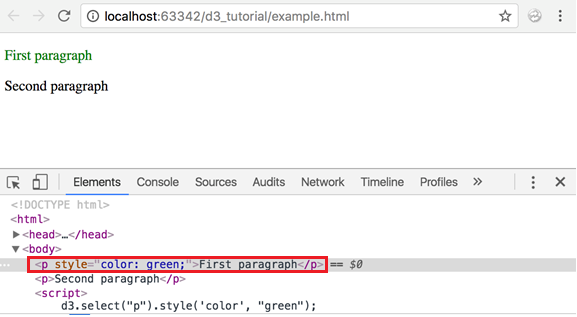 localhost:63342/d3_tutorial/example.html
First paragraph
Second paragraph
Elements Console Sources Audits Network Timeline Profiles »
<!DOCTYPE html>
<html>
▶<head>…</head>
▼<body>
… <p style="color: green;">First paragraph</p> == $0
<p>Second paragraph</p>
<script>
d3.select("p").style('color', "green");